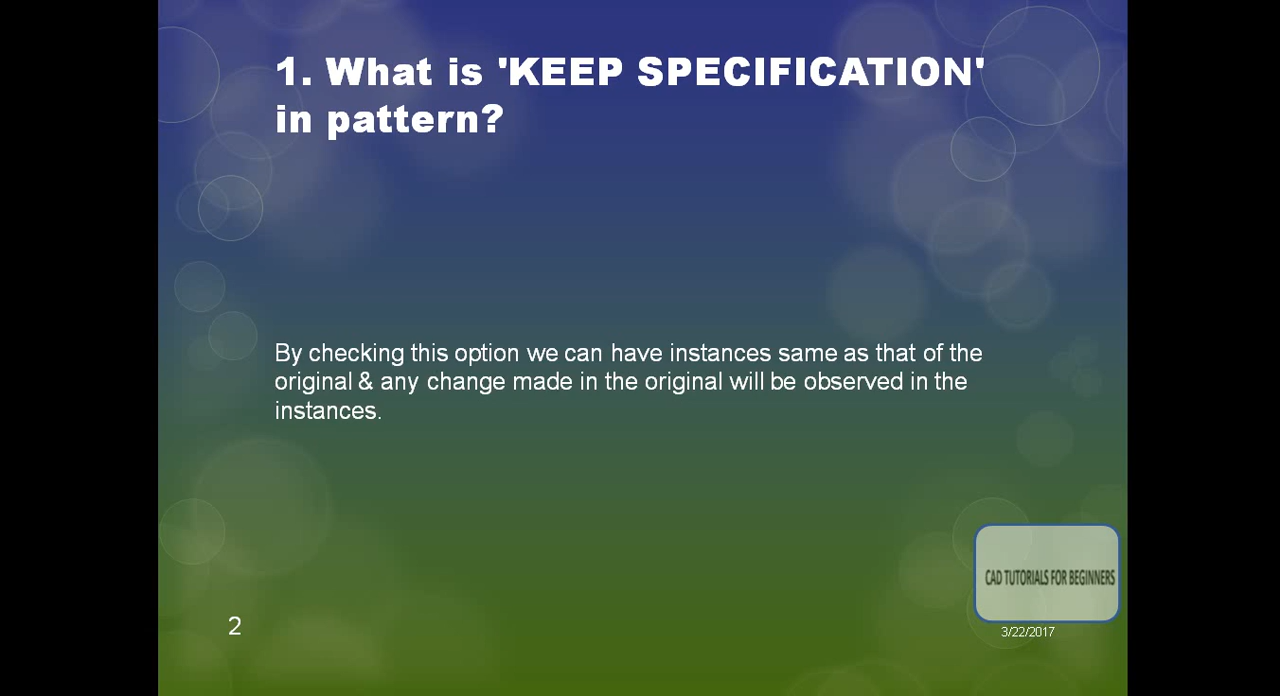 1. What is 'KEEP SPECIFICATION'
in pattern?
By checking this option we can have instances same as that of the
original & any change made in the original will be observed in the
instances.
CAD TUTORIALS FOR BEGINNERS
2
3/22/2017